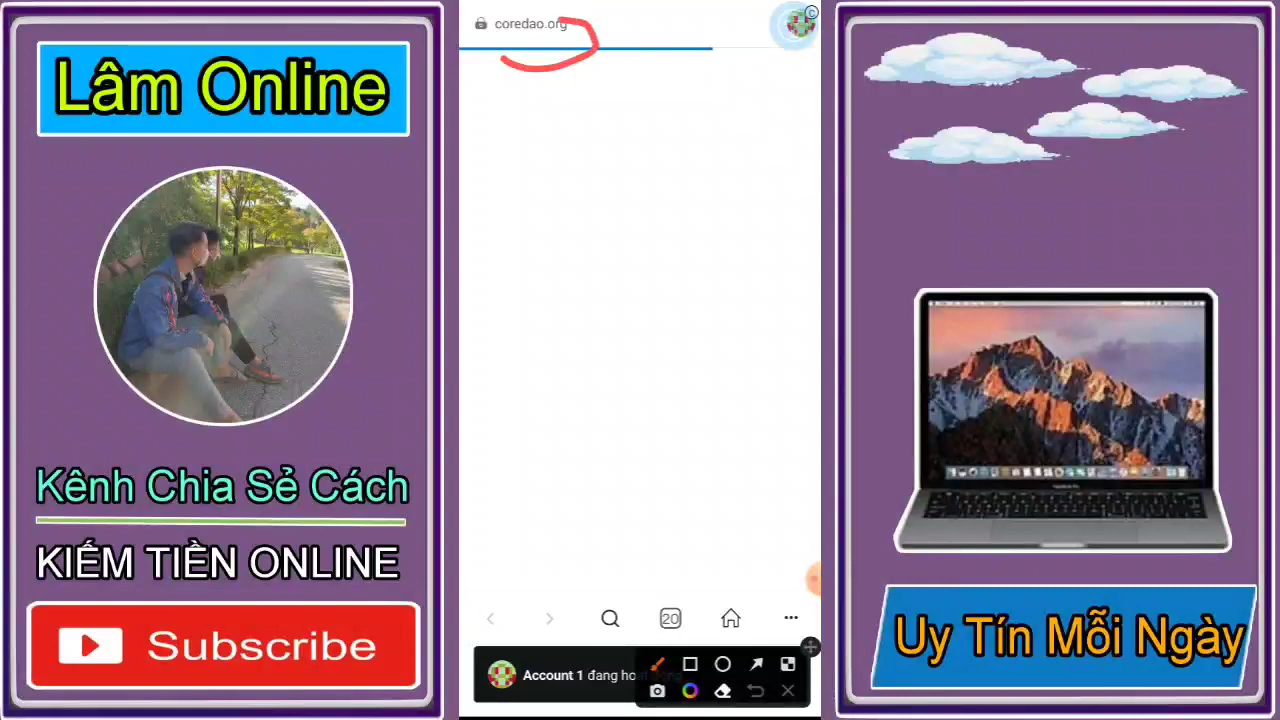 Lâm Online
Kênh Chia Sẻ Cách
KIẾM TIỀN ONLINE
Subscribe
coredao.org
20
Account 1 đang ho
Uy Tín Mỗi Ngày